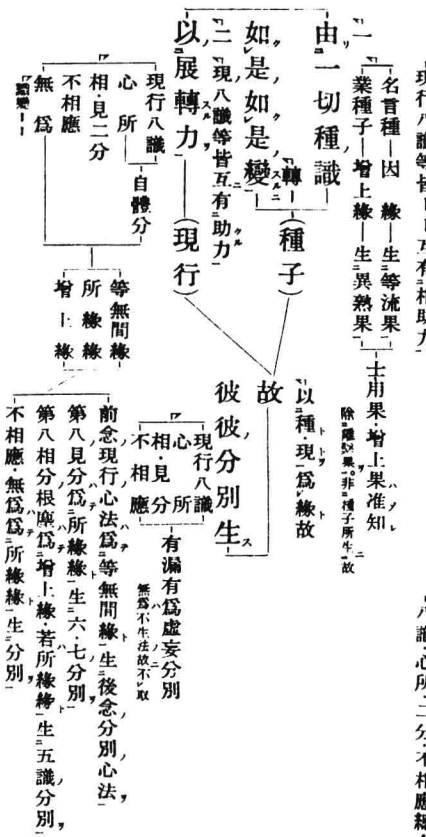 現行八識等皆互有相助力
一
名言種―因　緣―生等流果
業種子―增上緣―生異熟果
士用果・增上果准知
除離繫果。非種子所生故
由一切種識
如是如是變
轉
(種子)
二
現八識等皆互有助力
以展轉力
(現行)
以種・現爲緣故
故
彼彼分別生
現行八識
心　所
相・見二分
不相應
無　爲
自體分
等無間緣
所緣緣
增上緣
現行八識
心　所
相・見分
不相應
有漏有爲虛妄分別
無爲不生法故不取
前念現行心法爲等無間緣生後念分別心法
第八見分爲所緣緣生六・七分別
第八相分根塵爲增上緣・若所緣緣生五識分別
不相應・無爲爲所緣緣生分別
八識・心所・二分・不相應緣